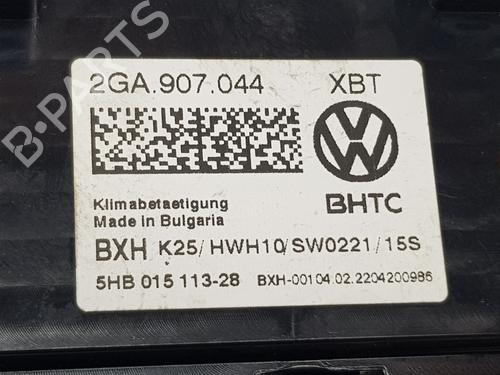 2GA.907.044 XBT
Klimabetaetigung
Made in Bulgaria
BHTC
BXH K25/HWH10/SW0221/15S
5HB 015 113-28 BXH-00104.02.2204200986
B-PARTS